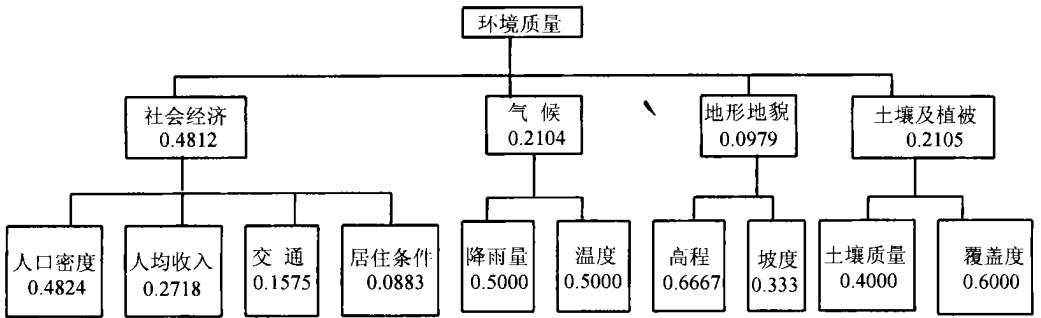 环境质量
社会经济
0.4812
气 候
0.2104
地形地貌
0.0979
土壤及植被
0.2105
人口密度
0.4824
人均收入
0.2718
交 通
0.1575
居住条件
0.0883
降雨量
0.5000
温度
0.5000
高程
0.6667
坡度
0.333
土壤质量
0.4000
覆盖度
0.6000